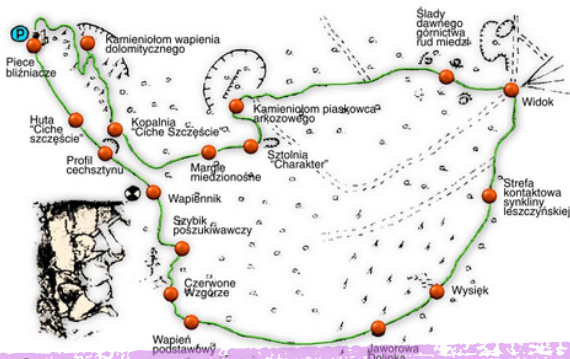 P
Piece
bliźniacze
Kamieniołom wapienia
dolomitycznego
Ślady
dawnego
górnictwa
rud miedzi
Widok
Kamieniołom piaskowca
arkozowego
Huta
"Ciche
szczęście"
Kopalnia
"Ciche Szczęście"
Profil
cechsztynu
Margle
miedzionośne
Sztolnia
"Charakter"
Wapiennik
Strefa
kontaktowa
synkliny
leszczyńskiej
Szybik
poszukiwawczy
Czerwone
Wzgórze
Wysięk
Wapień
podstawowy
Jaworowa
Dolinka